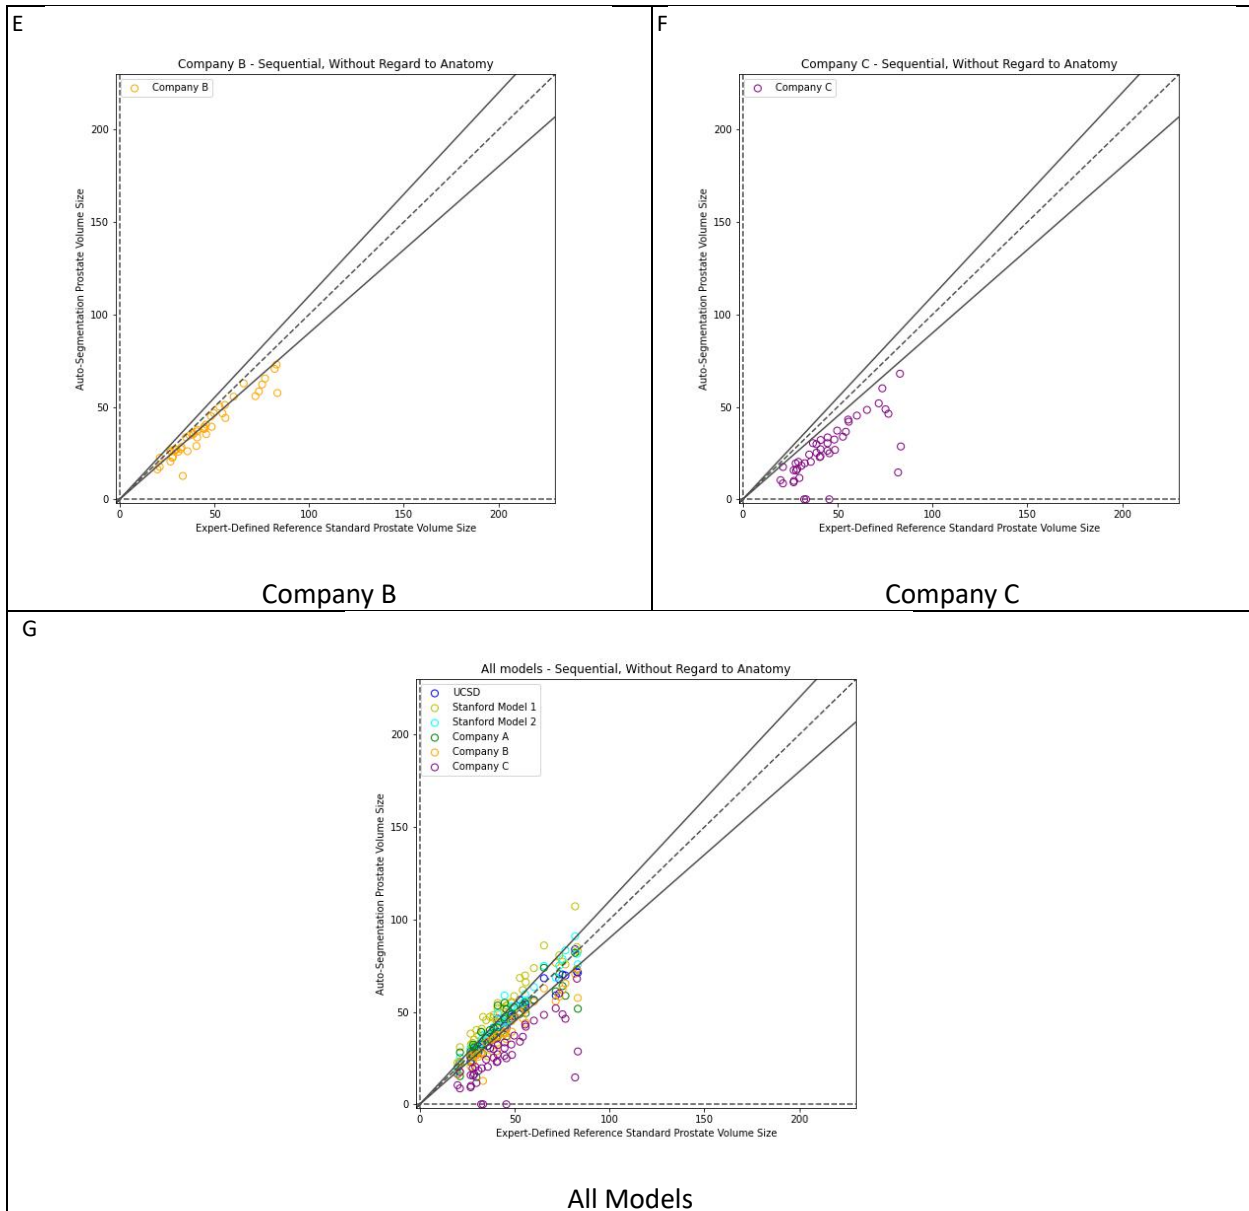 E
Company B - Sequential, Without Regard to Anatomy
Company B
200
150
100
50
0
Auto-Segmentation Prostate Volume Size
0 50 100 150 200
Expert-Defined Reference Standard Prostate Volume Size
Company B
F
Company C - Sequential, Without Regard to Anatomy
Company C
200
150
100
50
0
Auto-Segmentation Prostate Volume Size
0 50 100 150 200
Expert-Defined Reference Standard Prostate Volume Size
Company C
G
All models - Sequential, Without Regard to Anatomy
UCSD
Stanford Model 1
Stanford Model 2
Company A
Company B
Company C
200
150
100
50
0
Auto-Segmentation Prostate Volume Size
0 50 100 150 200
Expert-Defined Reference Standard Prostate Volume Size
All Models